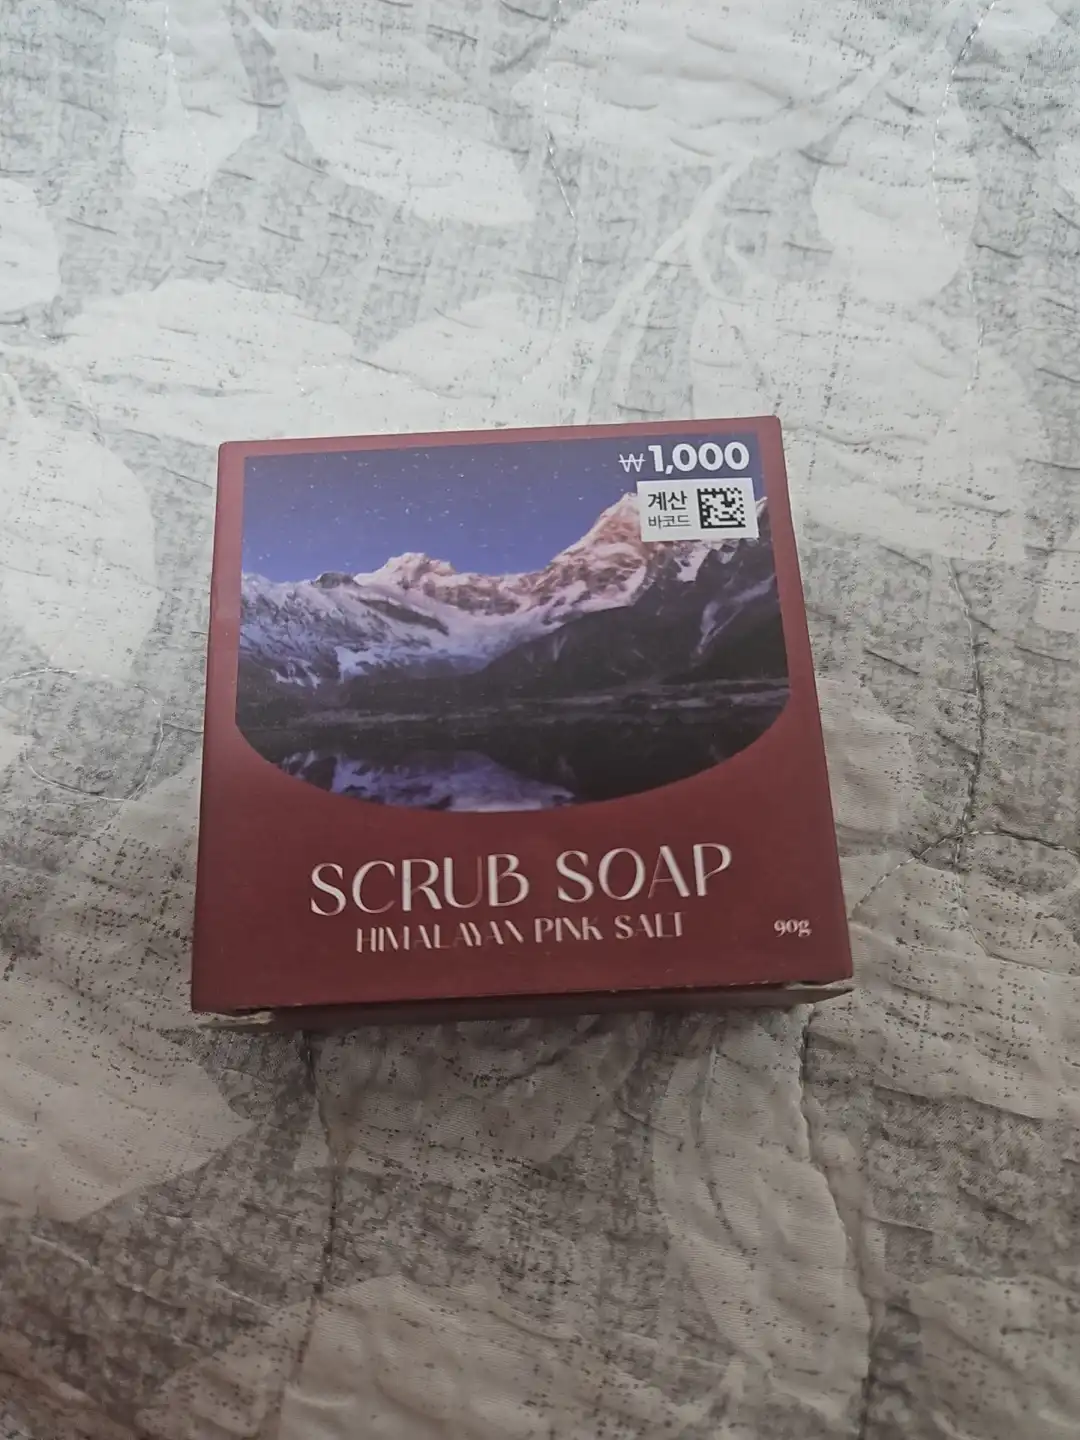 ₩1,000
계산
바코드
SCRUB SOAP
HIMALAYAN PINK SALT
90g